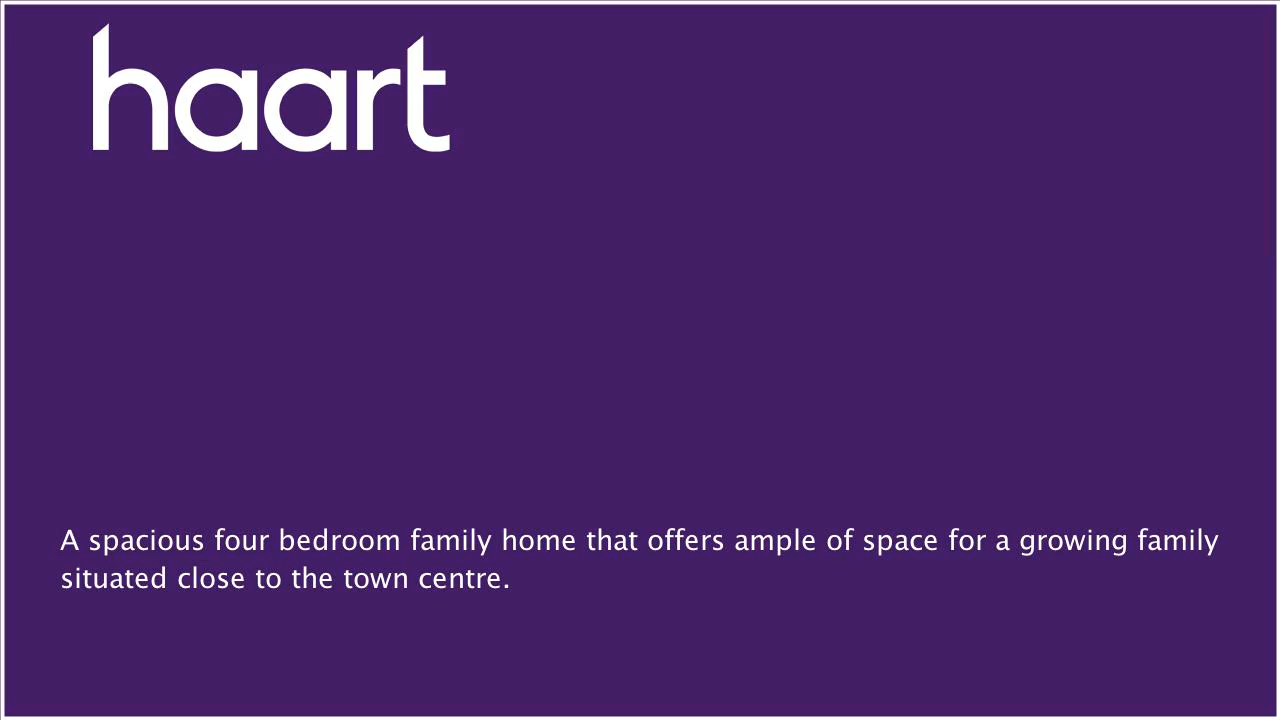 haart
A spacious four bedroom family home that offers ample of space for a growing family
situated close to the town centre.